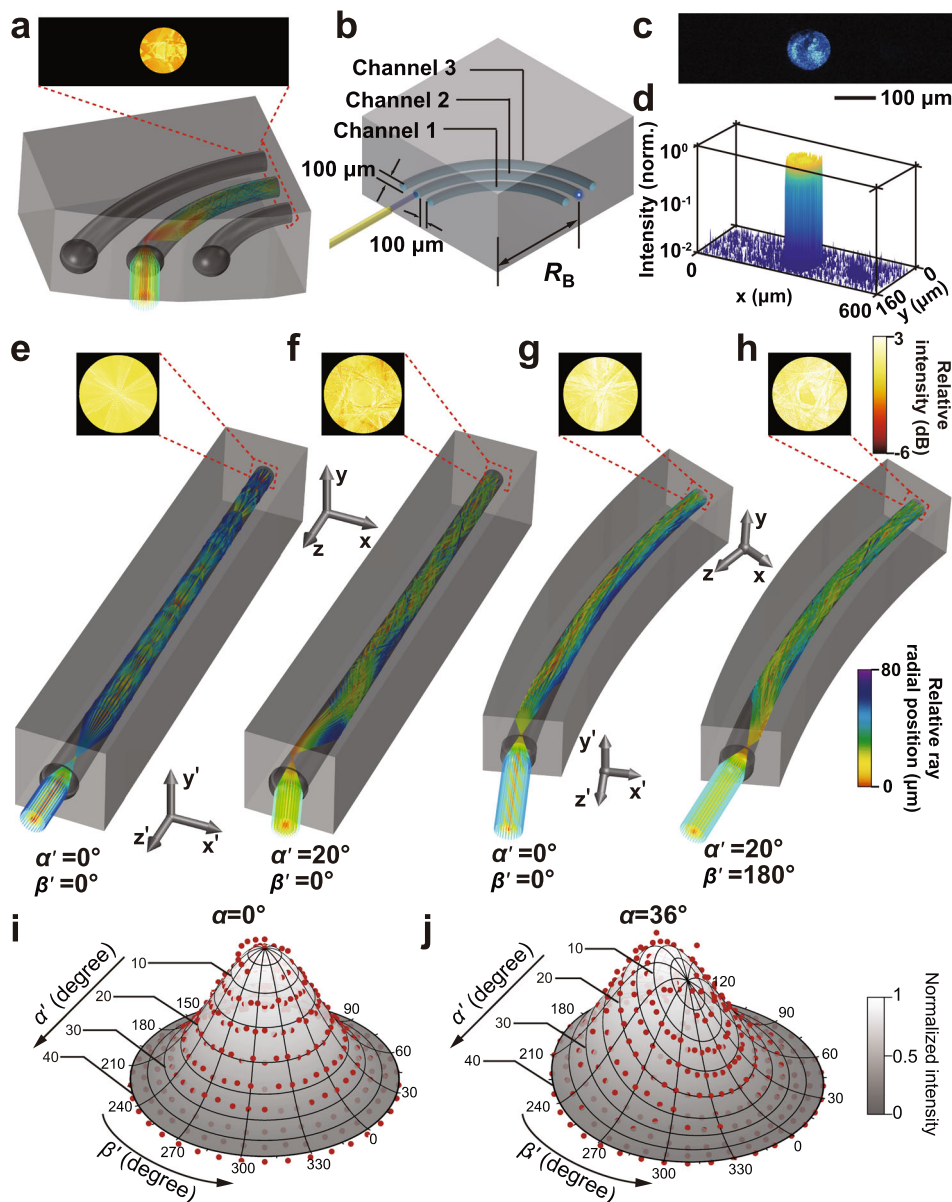 a
b
Channel 3
Channel 2
Channel 1
100 µm
100 µm
R_B
c
100 µm
d
Intensity (norm.)
10⁰
10⁻¹
10⁻²
0
x (µm)
600
160
y (µm)
0
e
f
g
h
3
Relative
intensity (dB)
-6
y
x
z
y
x
z
80
Relative ray
radial position (µm)
0
y'
x'
z'
y'
x'
z'
α'=0°
β'=0°
α'=20°
β'=0°
α'=0°
β'=0°
α'=20°
β'=180°
i
α=0°
α' (degree)
10
20
30
40
150
180
210
240
270
300
330
0
30
60
90
β' (degree)
j
α=36°
α' (degree)
10
20
30
40
120
90
60
30
0
330
300
270
240
210
β' (degree)
1
0.5
0
Normalized intensity